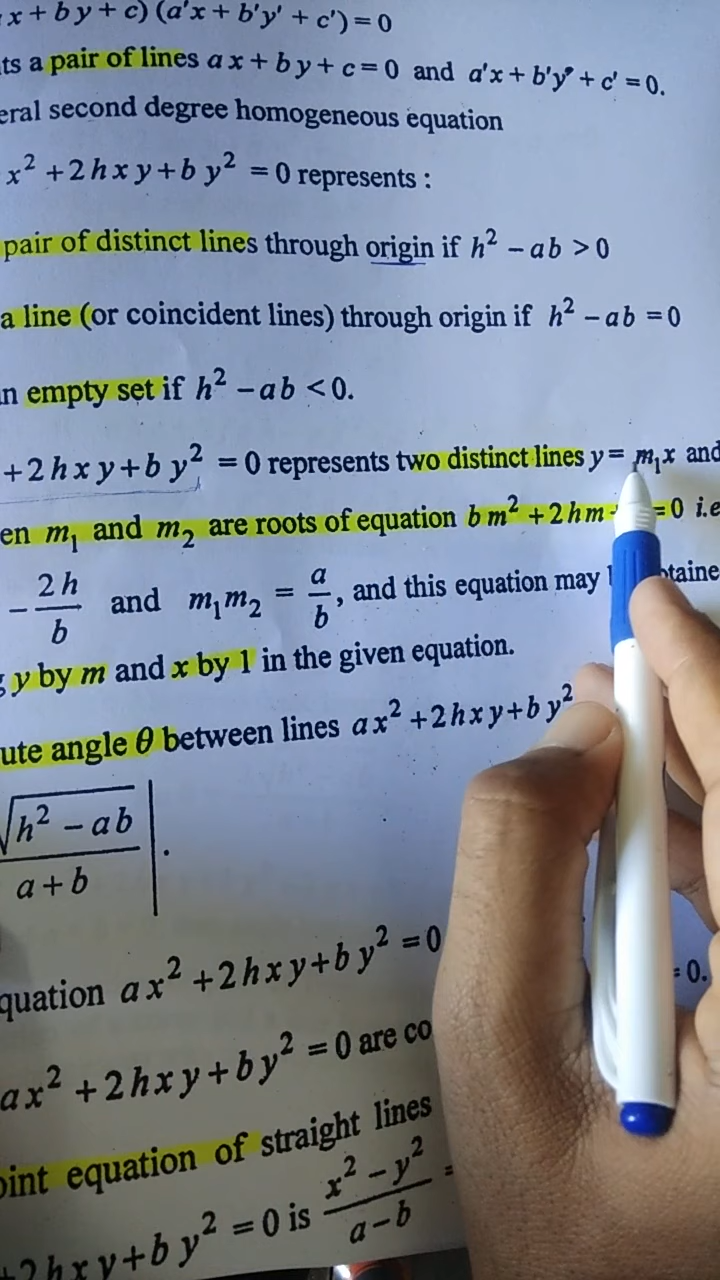 x + b y + c) (a'x + b'y' + c') = 0
ts a pair of lines a x + b y + c = 0 and a'x + b'y' + c' = 0.
eral second degree homogeneous equation
x² + 2 h x y + b y² = 0 represents :
pair of distinct lines through origin if h² − a b > 0
a line (or coincident lines) through origin if h² − a b = 0
n empty set if h² − a b < 0.
+ 2 h x y + b y² = 0 represents two distinct lines y = m₁x and
en m₁ and m₂ are roots of equation b m² + 2 h m = 0 i.e
− 2 h / b and m₁m₂ = a / b, and this equation may taine
y by m and x by 1 in the given equation.
ute angle θ between lines a x² + 2 h x y + b y²
√h² − a b / a + b | .
quation a x² + 2 h x y + b y² = 0 = 0.
a x² + 2 h x y + b y² = 0 are co
oint equation of straight lines
+ 2 h x y + b y² = 0 is x² − y² / a − b =